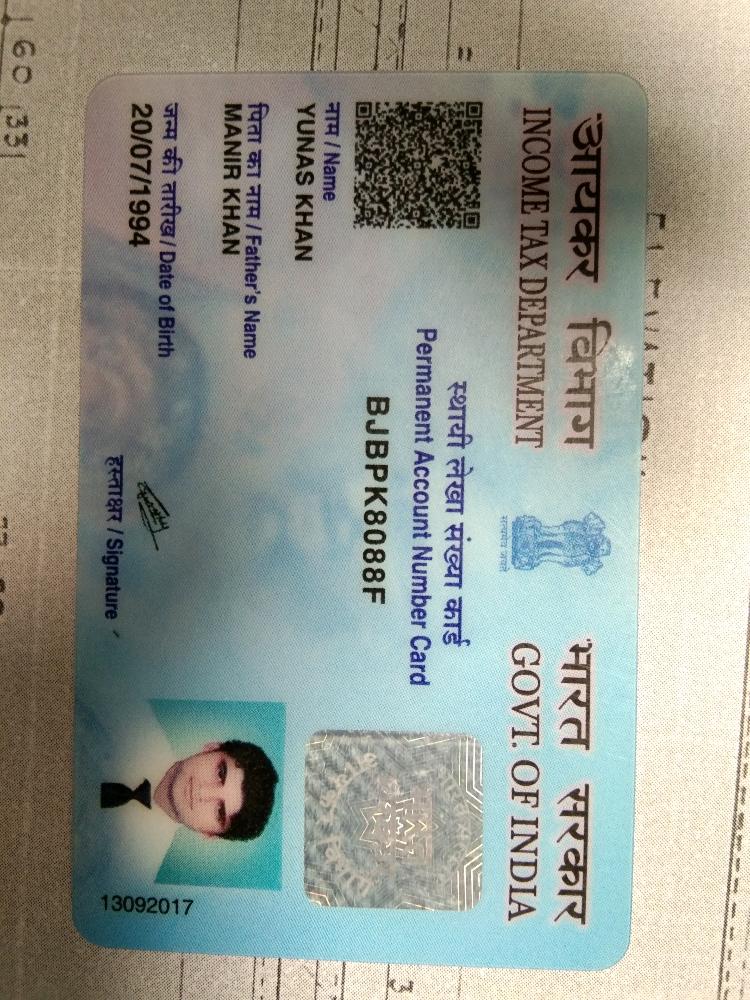 आयकर विभाग
INCOME TAX DEPARTMENT
भारत सरकार
GOVT. OF INDIA
सत्यमेव जयते
स्थायी लेखा संख्या कार्ड
Permanent Account Number Card
BJBPK8088F
नाम / Name
YUNAS KHAN
पिता का नाम / Father's Name
MANIR KHAN
जन्म की तारीख / Date of Birth
20/07/1994
हस्ताक्षर / Signature
13092017